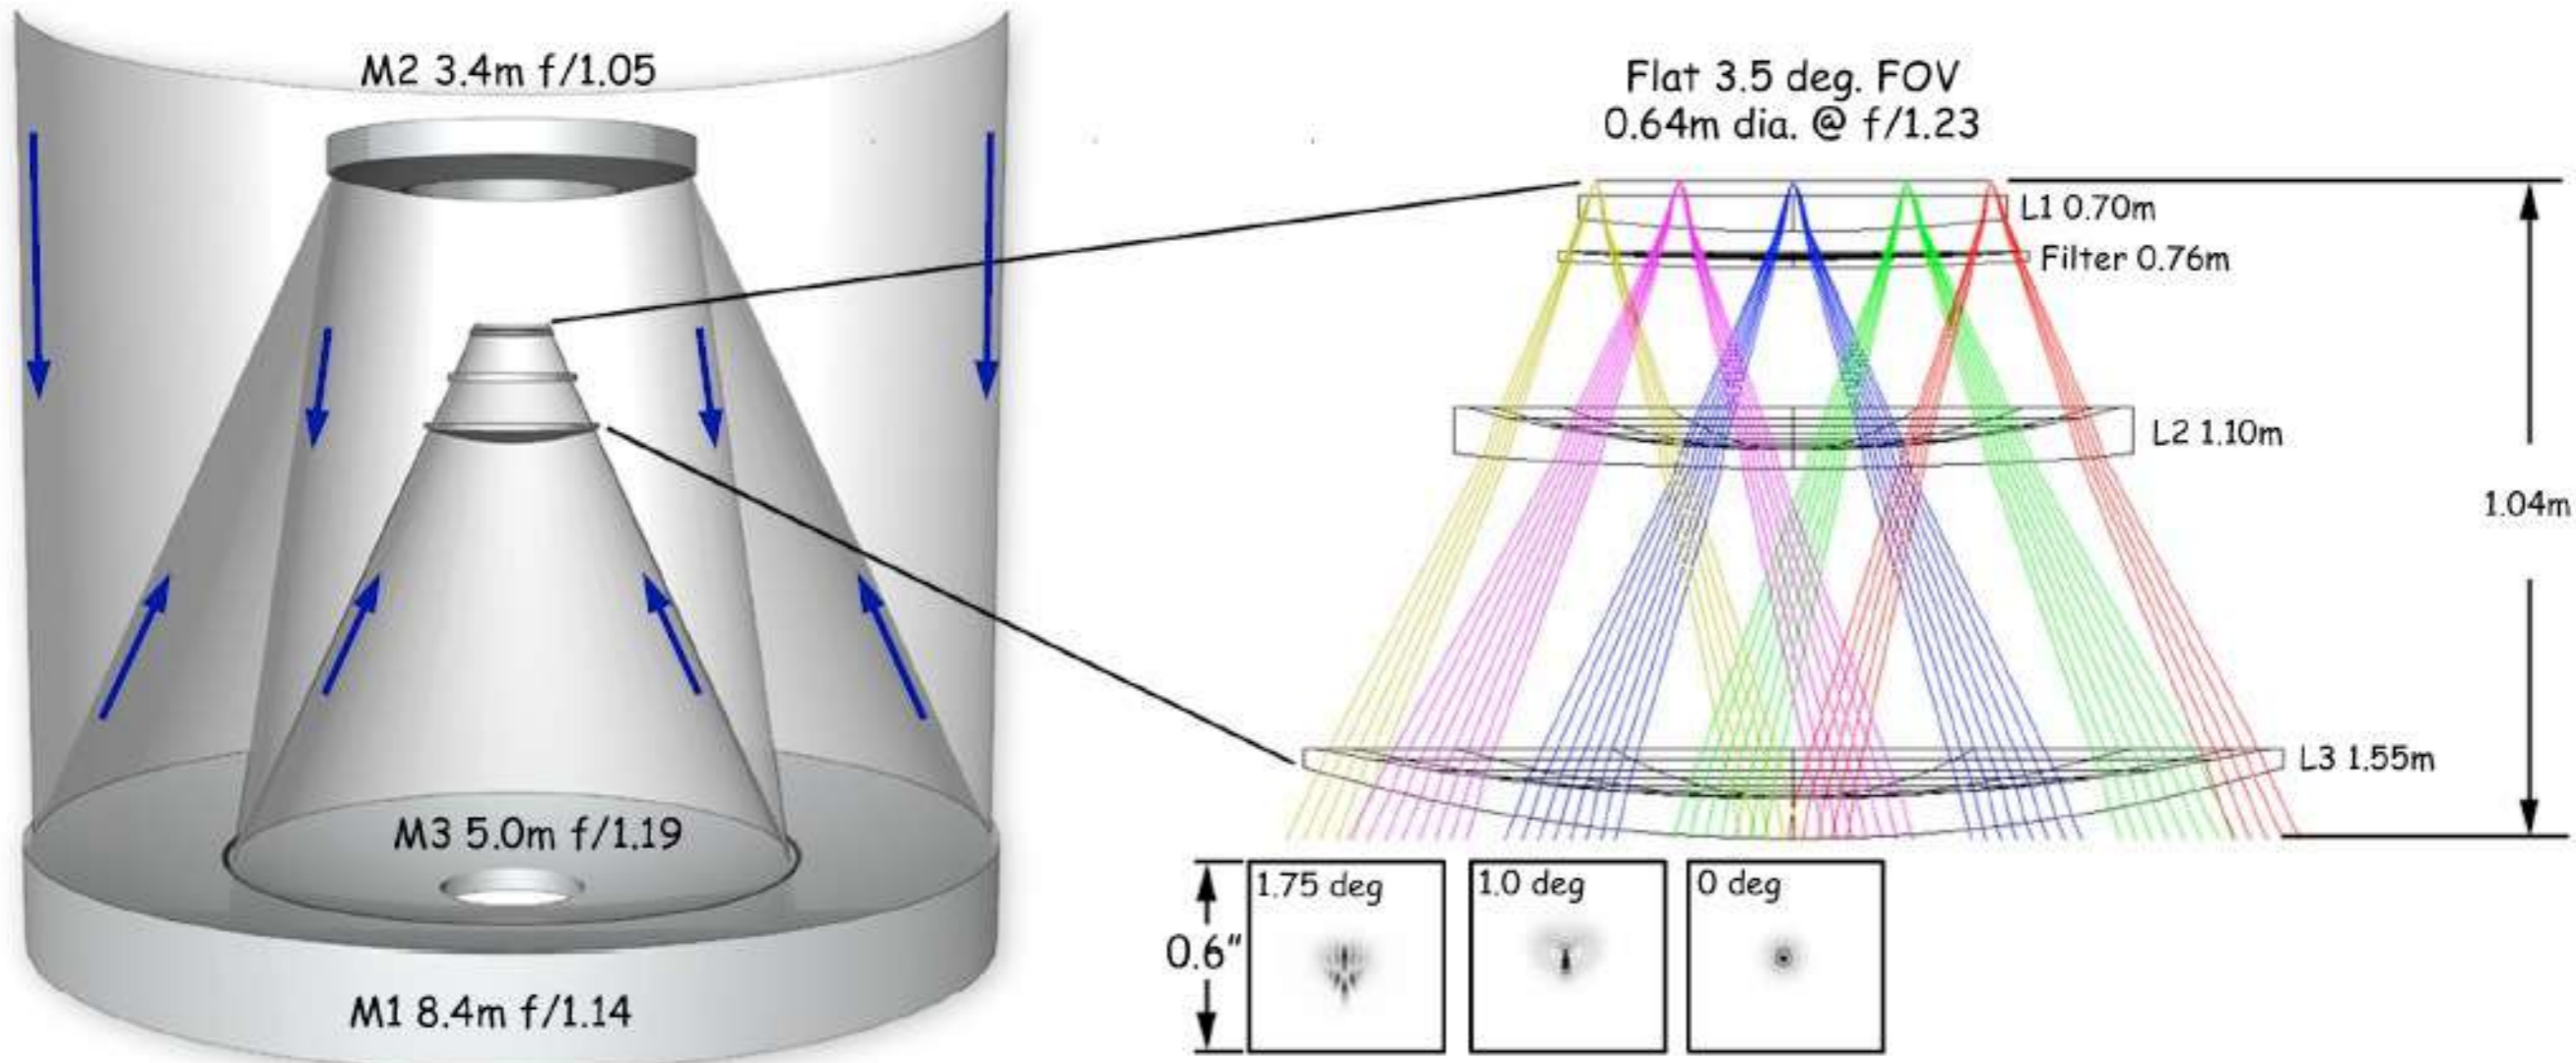 M2 3.4m f/1.05
M3 5.0m f/1.19
M1 8.4m f/1.14
Flat 3.5 deg. FOV
0.64m dia. @ f/1.23
L1 0.70m
Filter 0.76m
L2 1.10m
1.04m
L3 1.55m
0.6"
1.75 deg
1.0 deg
0 deg